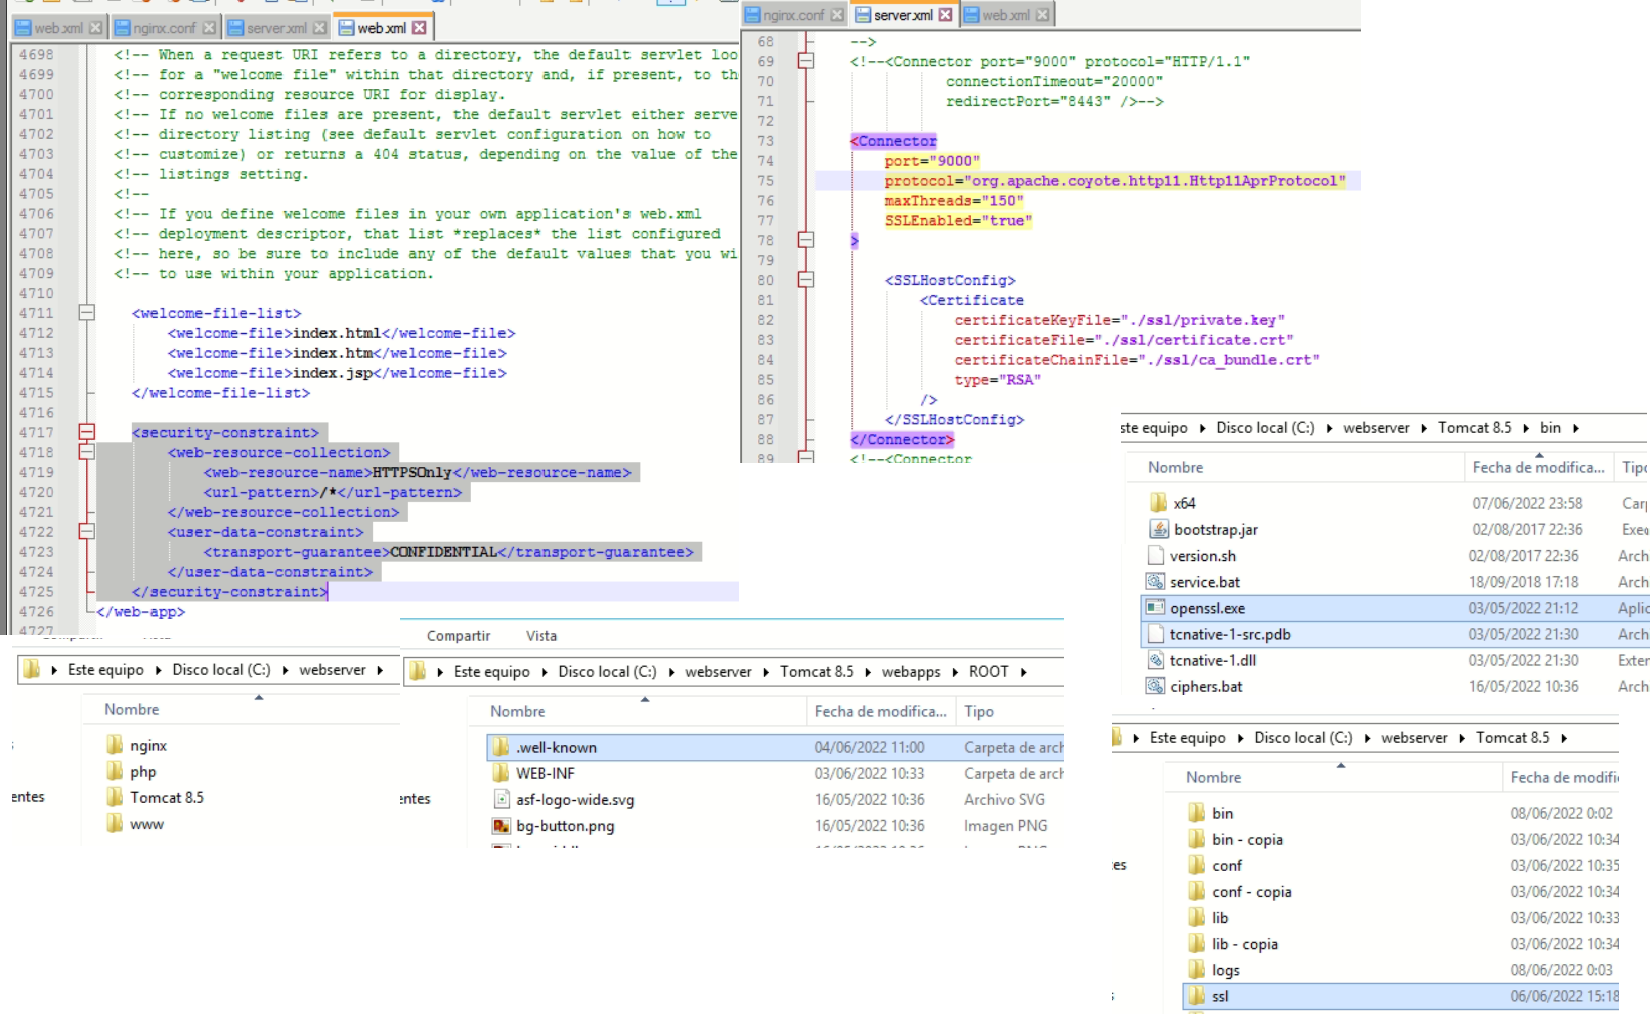 web.xml nginx.conf server.xml web.xml
4698 <!-- When a request URI refers to a directory, the default servlet loo
4699 <!-- for a "welcome file" within that directory and, if present, to th
4700 <!-- corresponding resource URI for display.
4701 <!-- If no welcome files are present, the default servlet either serve
4702 <!-- directory listing (see default servlet configuration on how to
4703 <!-- customize) or returns a 404 status, depending on the value of the
4704 <!-- listings setting.
4705 <!--
4706 <!-- If you define welcome files in your own application's web.xml
4707 <!-- deployment descriptor, that list *replaces* the list configured
4708 <!-- here, so be sure to include any of the default values that you wi
4709 <!-- to use within your application.
4710
4711 <welcome-file-list>
4712 <welcome-file>index.html</welcome-file>
4713 <welcome-file>index.htm</welcome-file>
4714 <welcome-file>index.jsp</welcome-file>
4715 </welcome-file-list>
4716
4717 <security-constraint>
4718 <web-resource-collection>
4719 <web-resource-name>HTTPSOnly</web-resource-name>
4720 <url-pattern>/*</url-pattern>
4721 </web-resource-collection>
4722 <user-data-constraint>
4723 <transport-guarantee>CONFIDENTIAL</transport-guarantee>
4724 </user-data-constraint>
4725 </security-constraint>
4726 </web-app>
4727
nginx.conf server.xml web.xml
68 -->
69 <!--<Connector port="9000" protocol="HTTP/1.1"
70 connectionTimeout="20000"
71 redirectPort="8443" />-->
72
73 <Connector
74 port="9000"
75 protocol="org.apache.coyote.http11.Http11AprProtocol"
76 maxThreads="150"
77 SSLEnabled="true"
78 >
79
80 <SSLHostConfig>
81 <Certificate
82 certificateKeyFile="./ssl/private.key"
83 certificateFile="./ssl/certificate.crt"
84 certificateChainFile="./ssl/ca_bundle.crt"
85 type="RSA"
86 />
87 </SSLHostConfig>
88 </Connector>
89 <!--<Connector
ste equipo Disco local (C:) webserver Tomcat 8.5 bin
Nombre Fecha de modifica... Tipo
x64 07/06/2022 23:58 Car
bootstrap.jar 02/08/2017 22:36 Exe
version.sh 02/08/2017 22:36 Arch
service.bat 18/09/2018 17:18 Arch
openssl.exe 03/05/2022 21:12 Aplic
tcnative-1-src.pdb 03/05/2022 21:30 Arch
tcnative-1.dll 03/05/2022 21:30 Exter
ciphers.bat 16/05/2022 10:36 Arch
Este equipo Disco local (C:) webserver
Nombre
nginx
php
entes Tomcat 8.5
www
Compartir Vista
Este equipo Disco local (C:) webserver Tomcat 8.5 webapps ROOT
Nombre Fecha de modifica... Tipo
.well-known 04/06/2022 11:00 Carpeta de arch
WEB-INF 03/06/2022 10:33 Carpeta de arch
entes asf-logo-wide.svg 16/05/2022 10:36 Archivo SVG
bg-button.png 16/05/2022 10:36 Imagen PNG
Este equipo Disco local (C:) webserver Tomcat 8.5
Nombre Fecha de modifi
bin 08/06/2022 0:02
bin - copia 03/06/2022 10:34
es conf 03/06/2022 10:35
conf - copia 03/06/2022 10:34
lib 03/06/2022 10:33
lib - copia 03/06/2022 10:34
logs 08/06/2022 0:03
ssl 06/06/2022 15:18